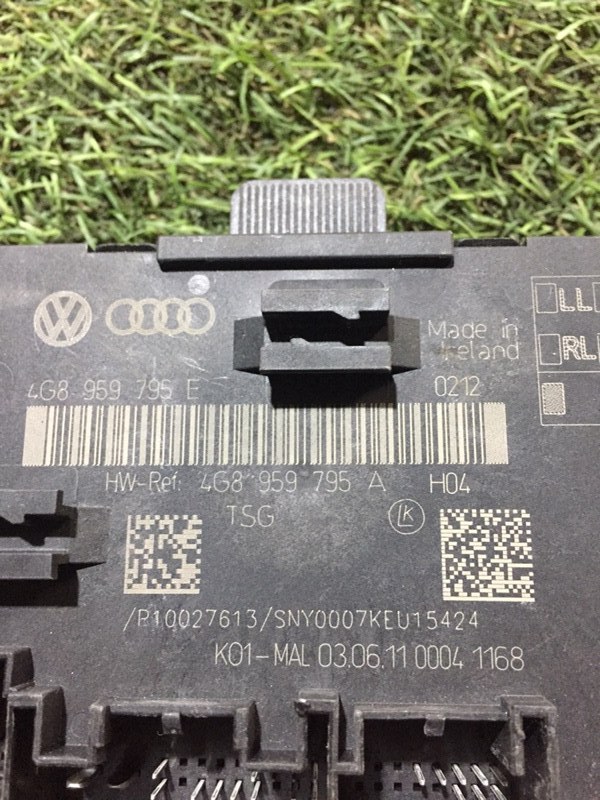 Made in
Ireland
LL
RL
4G8 959 795 E 0212
HW-Ref: 4G8 959 795 A H04
TSG LK
/P10027613/SNY0007KEU15424
K01-MAL 03.06.11 0004 1168